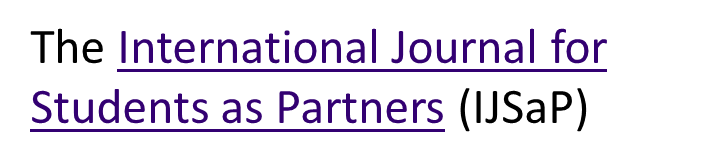 The International Journal for
Students as Partners (IJSaP)